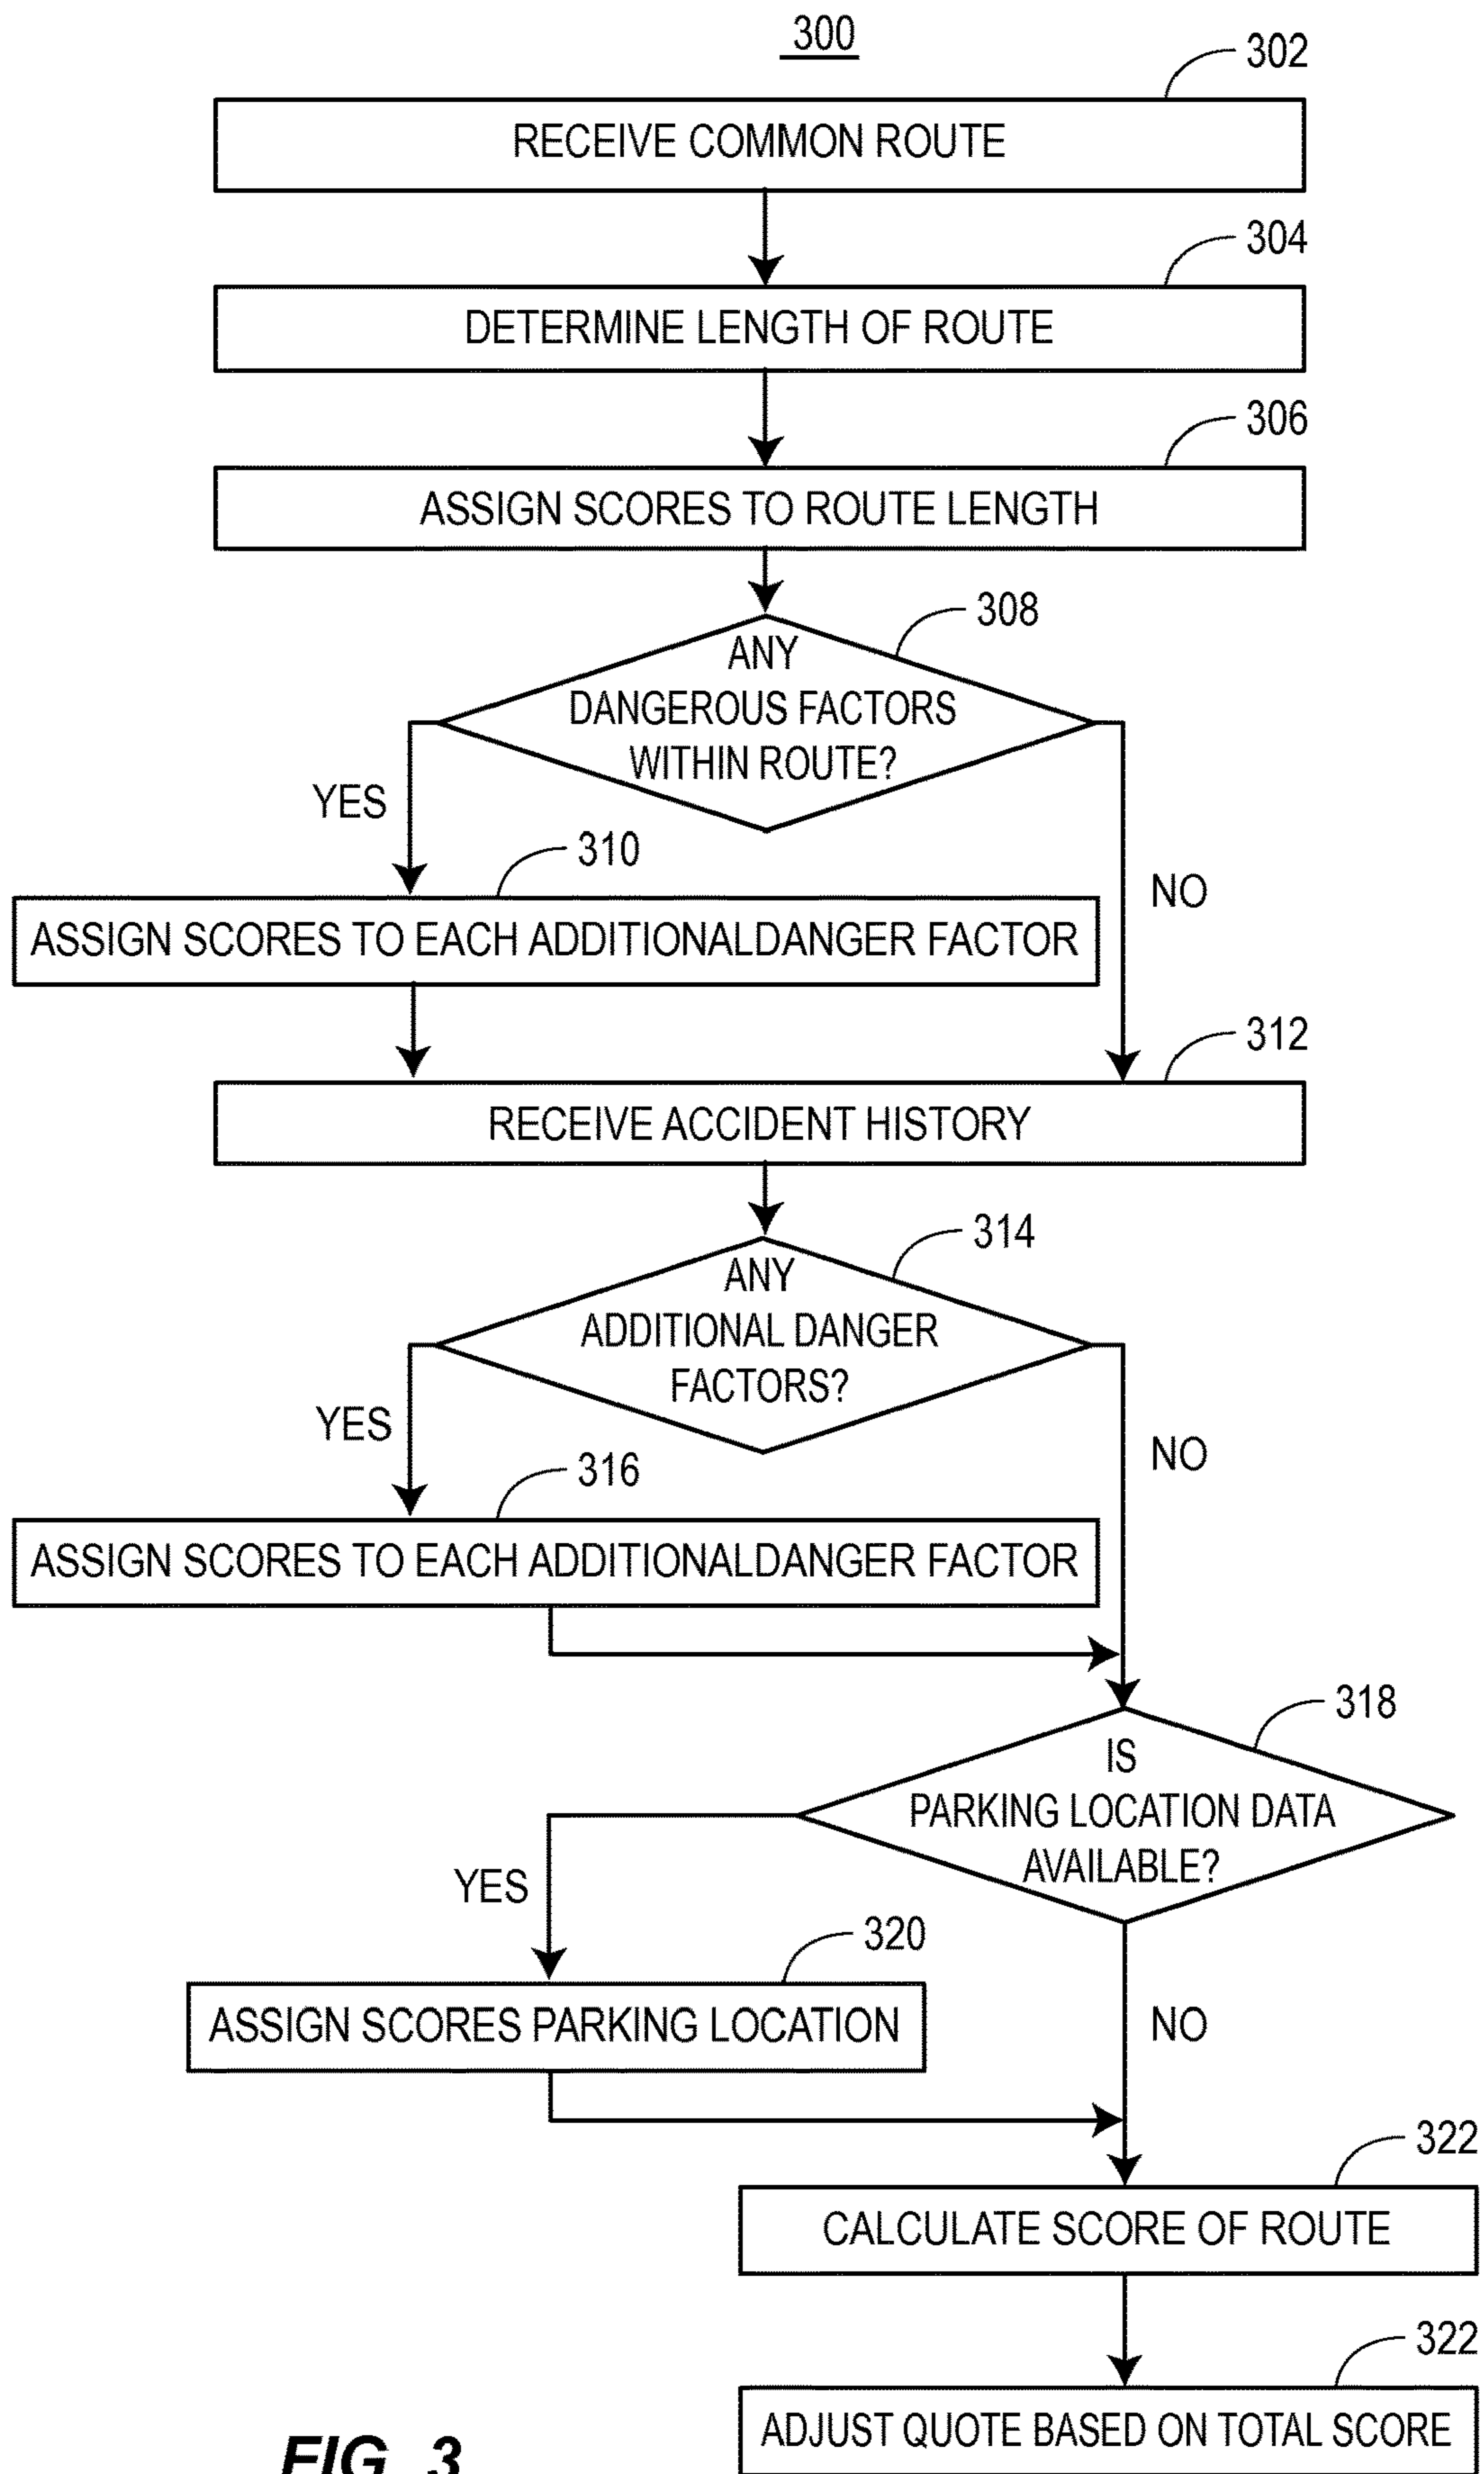 300
302
RECEIVE COMMON ROUTE
304
DETERMINE LENGTH OF ROUTE
306
ASSIGN SCORES TO ROUTE LENGTH
308
ANY
DANGEROUS FACTORS
WITHIN ROUTE?
YES
310
NO
ASSIGN SCORES TO EACH ADDITIONALDANGER FACTOR
312
RECEIVE ACCIDENT HISTORY
314
ANY
ADDITIONAL DANGER
FACTORS?
YES
NO
316
ASSIGN SCORES TO EACH ADDITIONALDANGER FACTOR
318
IS
PARKING LOCATION DATA
AVAILABLE?
YES
320
ASSIGN SCORES PARKING LOCATION
NO
322
CALCULATE SCORE OF ROUTE
322
ADJUST QUOTE BASED ON TOTAL SCORE
FIG. 3